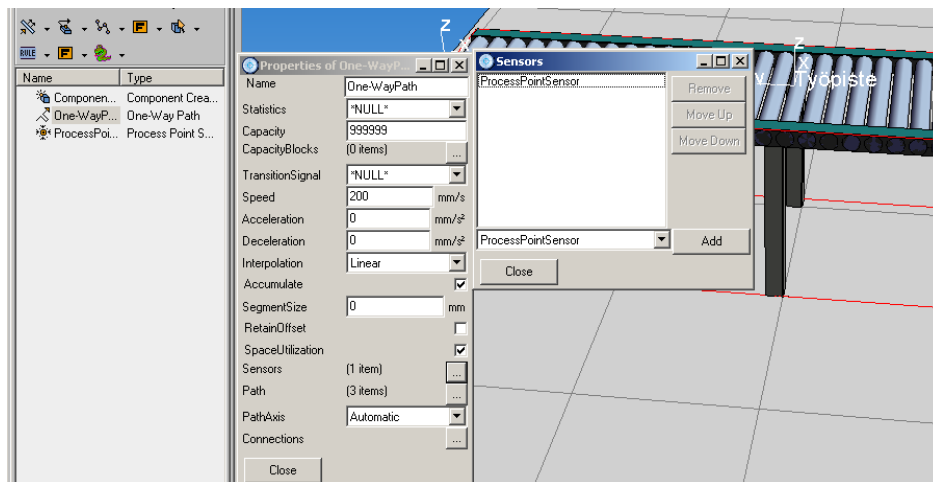 RULE
Name Type
Componen... Component Crea...
One-WayP... One-Way Path
ProcessPoi... Process Point S...
Properties of One-WayP...
Name One-WayPath
Statistics *NULL*
Capacity 999999
CapacityBlocks (0 items) ...
TransitionSignal *NULL*
Speed 200 mm/s
Acceleration 0 mm/s²
Deceleration 0 mm/s²
Interpolation Linear
Accumulate
SegmentSize 0 mm
RetainOffset
SpaceUtilization
Sensors (1 item) ...
Path (3 items) ...
PathAxis Automatic
Connections ...
Close
Sensors
ProcessPointSensor
Remove
Move Up
Move Down
ProcessPointSensor Add
Close
Z
X
Z
X
Y Työpiste